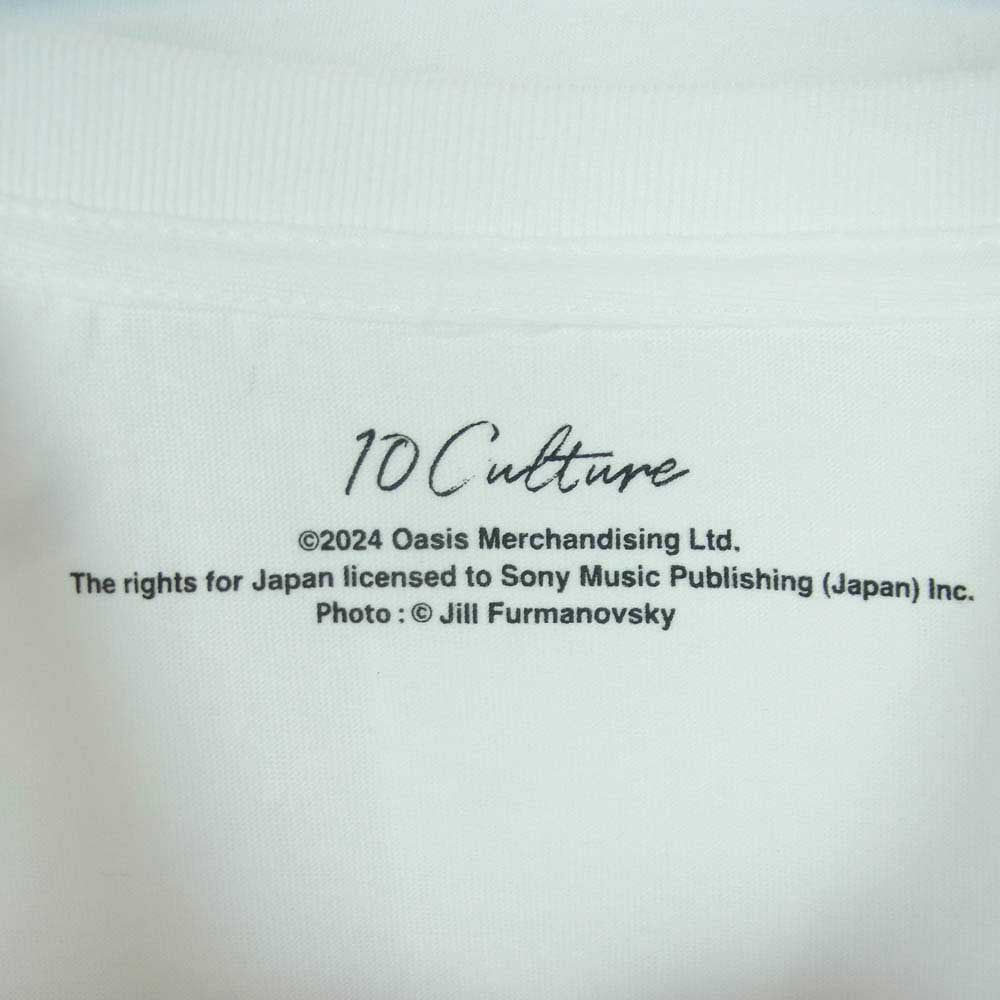 10 Culture
©2024 Oasis Merchandising Ltd.
The rights for Japan licensed to Sony Music Publishing (Japan) Inc.
Photo : © Jill Furmanovsky